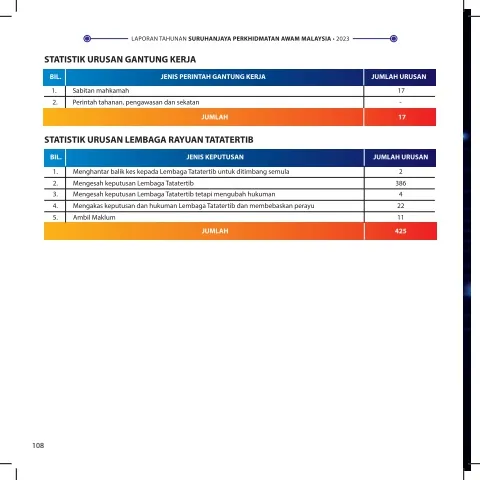 LAPORAN TAHUNAN SURUHANJAYA PERKHIDMATAN AWAM MALAYSIA • 2023
STATISTIK URUSAN GANTUNG KERJA
BIL. JENIS PERINTAH GANTUNG KERJA JUMLAH URUSAN
1. Sabitan mahkamah 17
2. Perintah tahanan, pengawasan dan sekatan -
JUMLAH 17
STATISTIK URUSAN LEMBAGA RAYUAN TATATERTIB
BIL. JENIS KEPUTUSAN JUMLAH URUSAN
1. Menghantar balik kes kepada Lembaga Tatatertib untuk ditimbang semula 2
2. Mengesah keputusan Lembaga Tatatertib 386
3. Mengesah keputusan Lembaga Tatatertib tetapi mengubah hukuman 4
4. Mengakas keputusan dan hukuman Lembaga Tatatertib dan membebaskan perayu 22
5. Ambil Maklum 11
JUMLAH 425
108